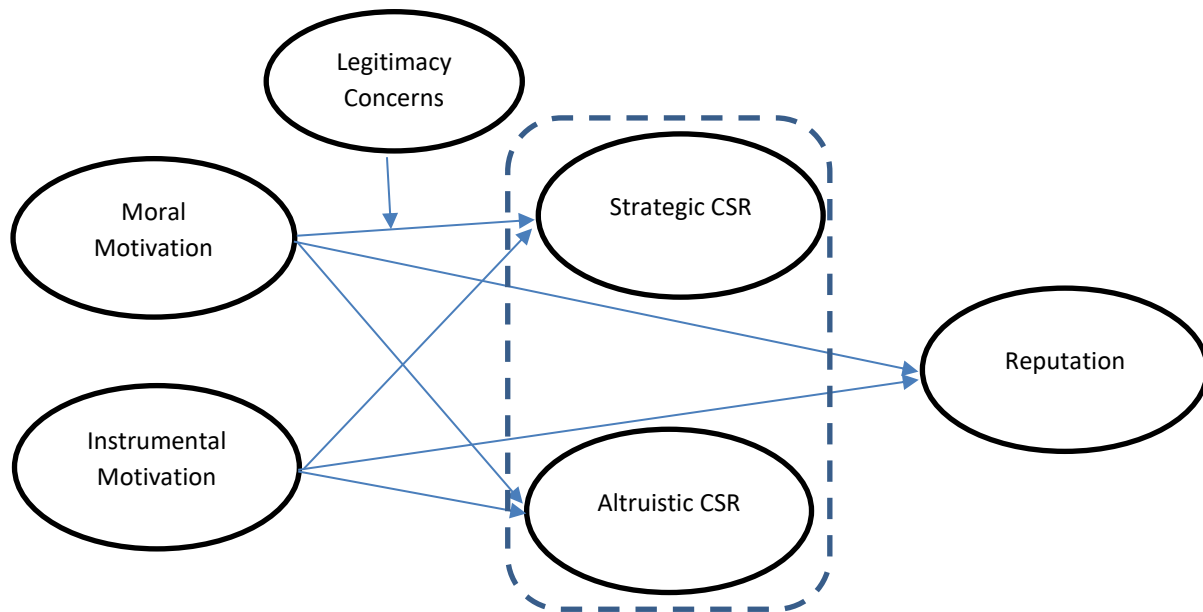 Legitimacy
Concerns
Moral
Motivation
Strategic CSR
Reputation
Instrumental
Motivation
Altruistic CSR